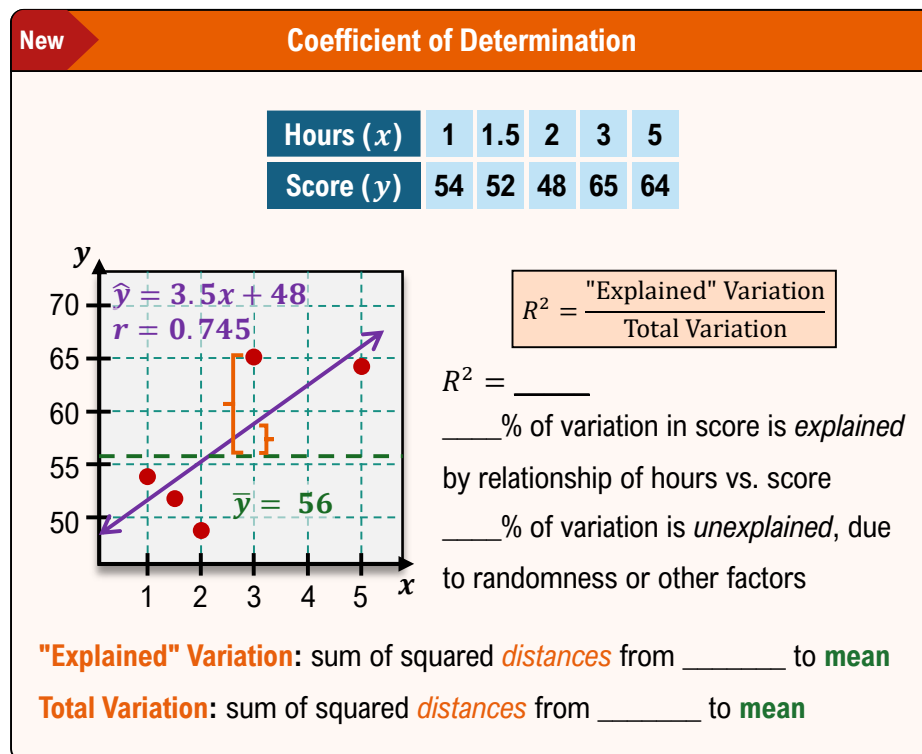 New
Coefficient of Determination
Hours (x) 1 1.5 2 3 5
Score (y) 54 52 48 65 64
y
70
65
60
55
50
ŷ = 3.5x + 48
r = 0.745
y̅ = 56
1 2 3 4 5
x
R² = "Explained" Variation / Total Variation
R² = ______
____% of variation in score is explained
by relationship of hours vs. score
____% of variation is unexplained, due
to randomness or other factors
"Explained" Variation: sum of squared distances from ________ to mean
Total Variation: sum of squared distances from ________ to mean